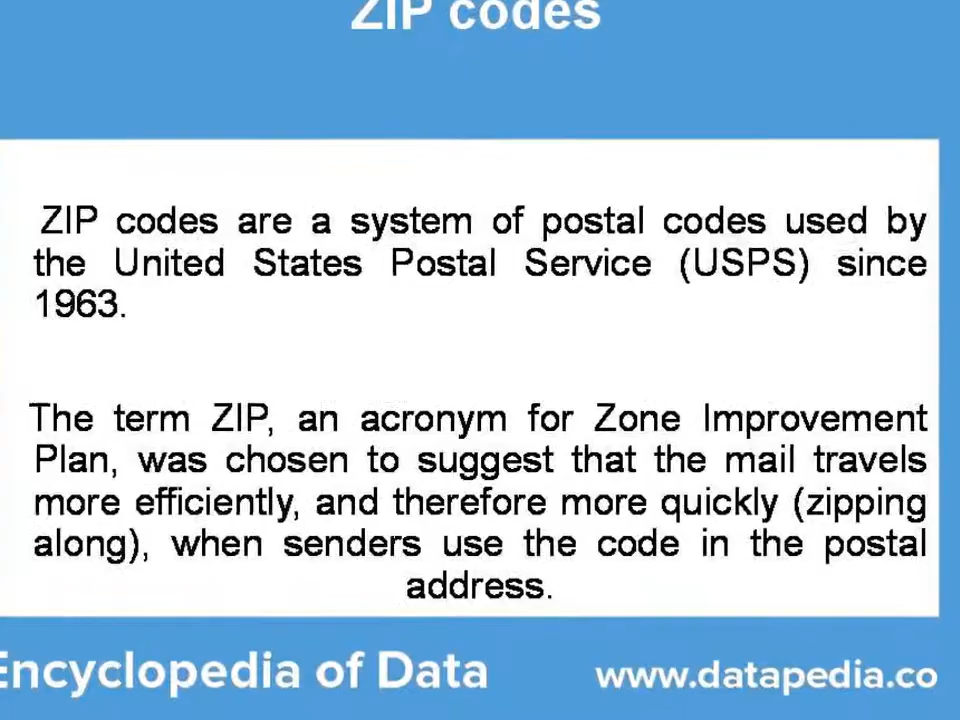 ZIP codes
ZIP codes are a system of postal codes used by
the United States Postal Service (USPS) since
1963.
The term ZIP, an acronym for Zone Improvement
Plan, was chosen to suggest that the mail travels
more efficiently, and therefore more quickly (zipping
along), when senders use the code in the postal
address.
Encyclopedia of Data
www.datapedia.co